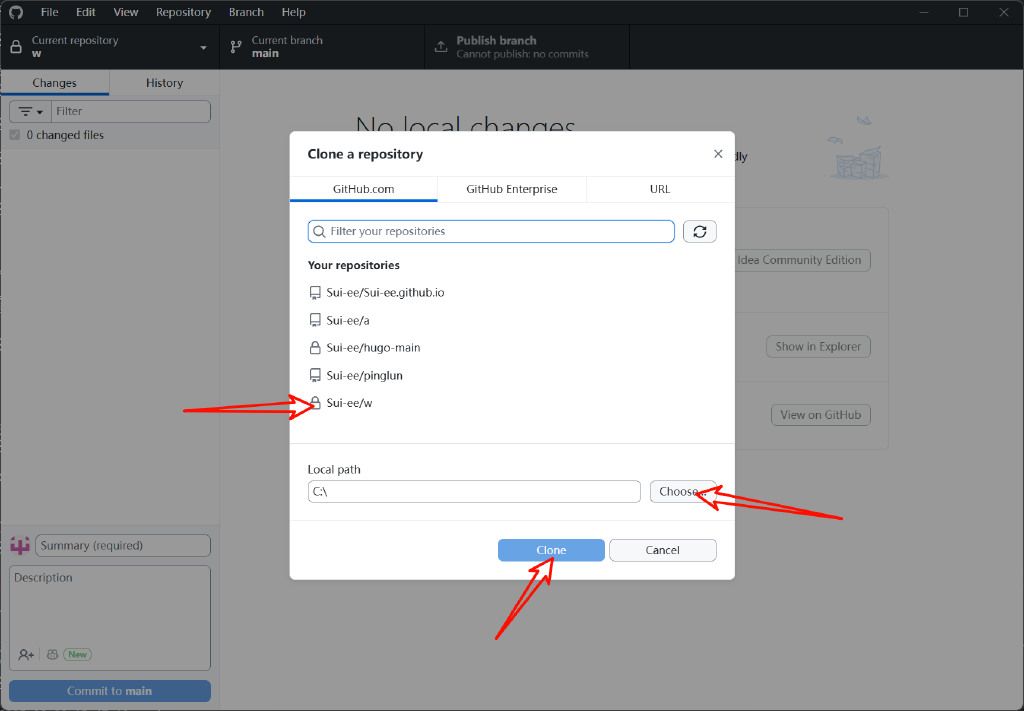 File Edit View Repository Branch Help
Current repository
w
Current branch
main
Publish branch
Cannot publish: no commits
Changes History
Filter
0 changed files
No local changes
dly
Clone a repository
GitHub.com GitHub Enterprise URL
Filter your repositories
Your repositories
Sui-ee/Sui-ee.github.io
Sui-ee/a
Sui-ee/hugo-main
Sui-ee/pinglun
Sui-ee/w
Idea Community Edition
Show in Explorer
View on GitHub
Local path
C:\
Choose...
Clone Cancel
Summary (required)
Description
New
Commit to main